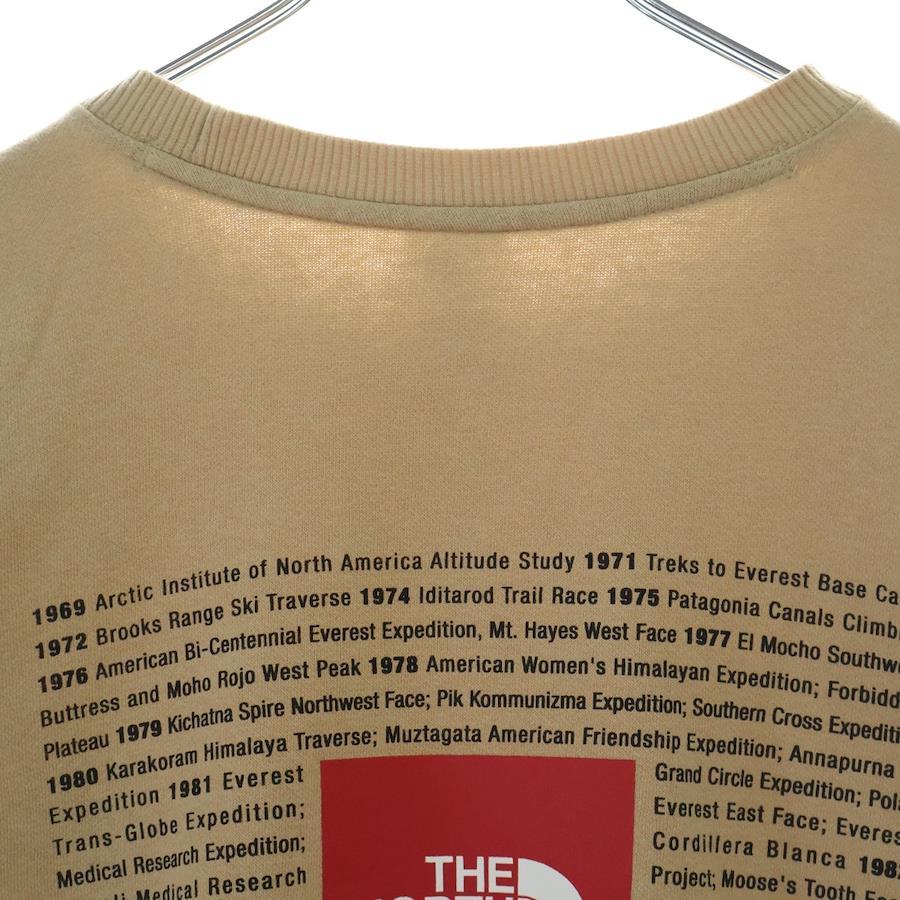 1969 Arctic Institute of North America Altitude Study 1971 Treks to Everest Base
1972 Brooks Range Ski Traverse 1974 Iditarod Trail Race 1975 Patagonia Canals
1976 American Bi-Centennial Everest Expedition, Mt. Hayes West Face 1977 El Mocho
Buttress and Moho Rojo West Peak 1978 American Women's Himalayan Expedition;
Plateau 1979 Kichatna Spire Northwest Face; Pik Kommunizma Expedition; Southern Cross
1980 Karakoram Himalaya Traverse; Muztagata American Friendship Expedition; Annapurna
Expedition 1981 Everest
Trans-Globe Expedition;
Medical Research Expedition;
Medical Research
THE
NORTH
Grand Circle Expedition;
Everest East Face;
Cordillera Blanca
Project; Moose's Tooth